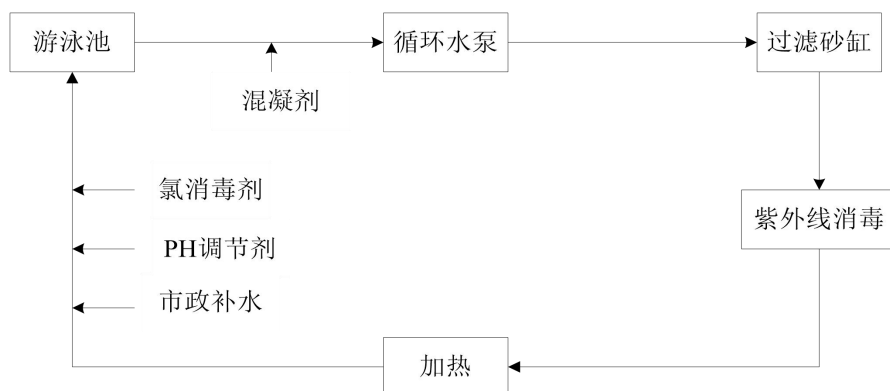 游泳池
循环水泵
过滤砂缸
混凝剂
氯消毒剂
紫外线消毒
PH调节剂
市政补水
加热